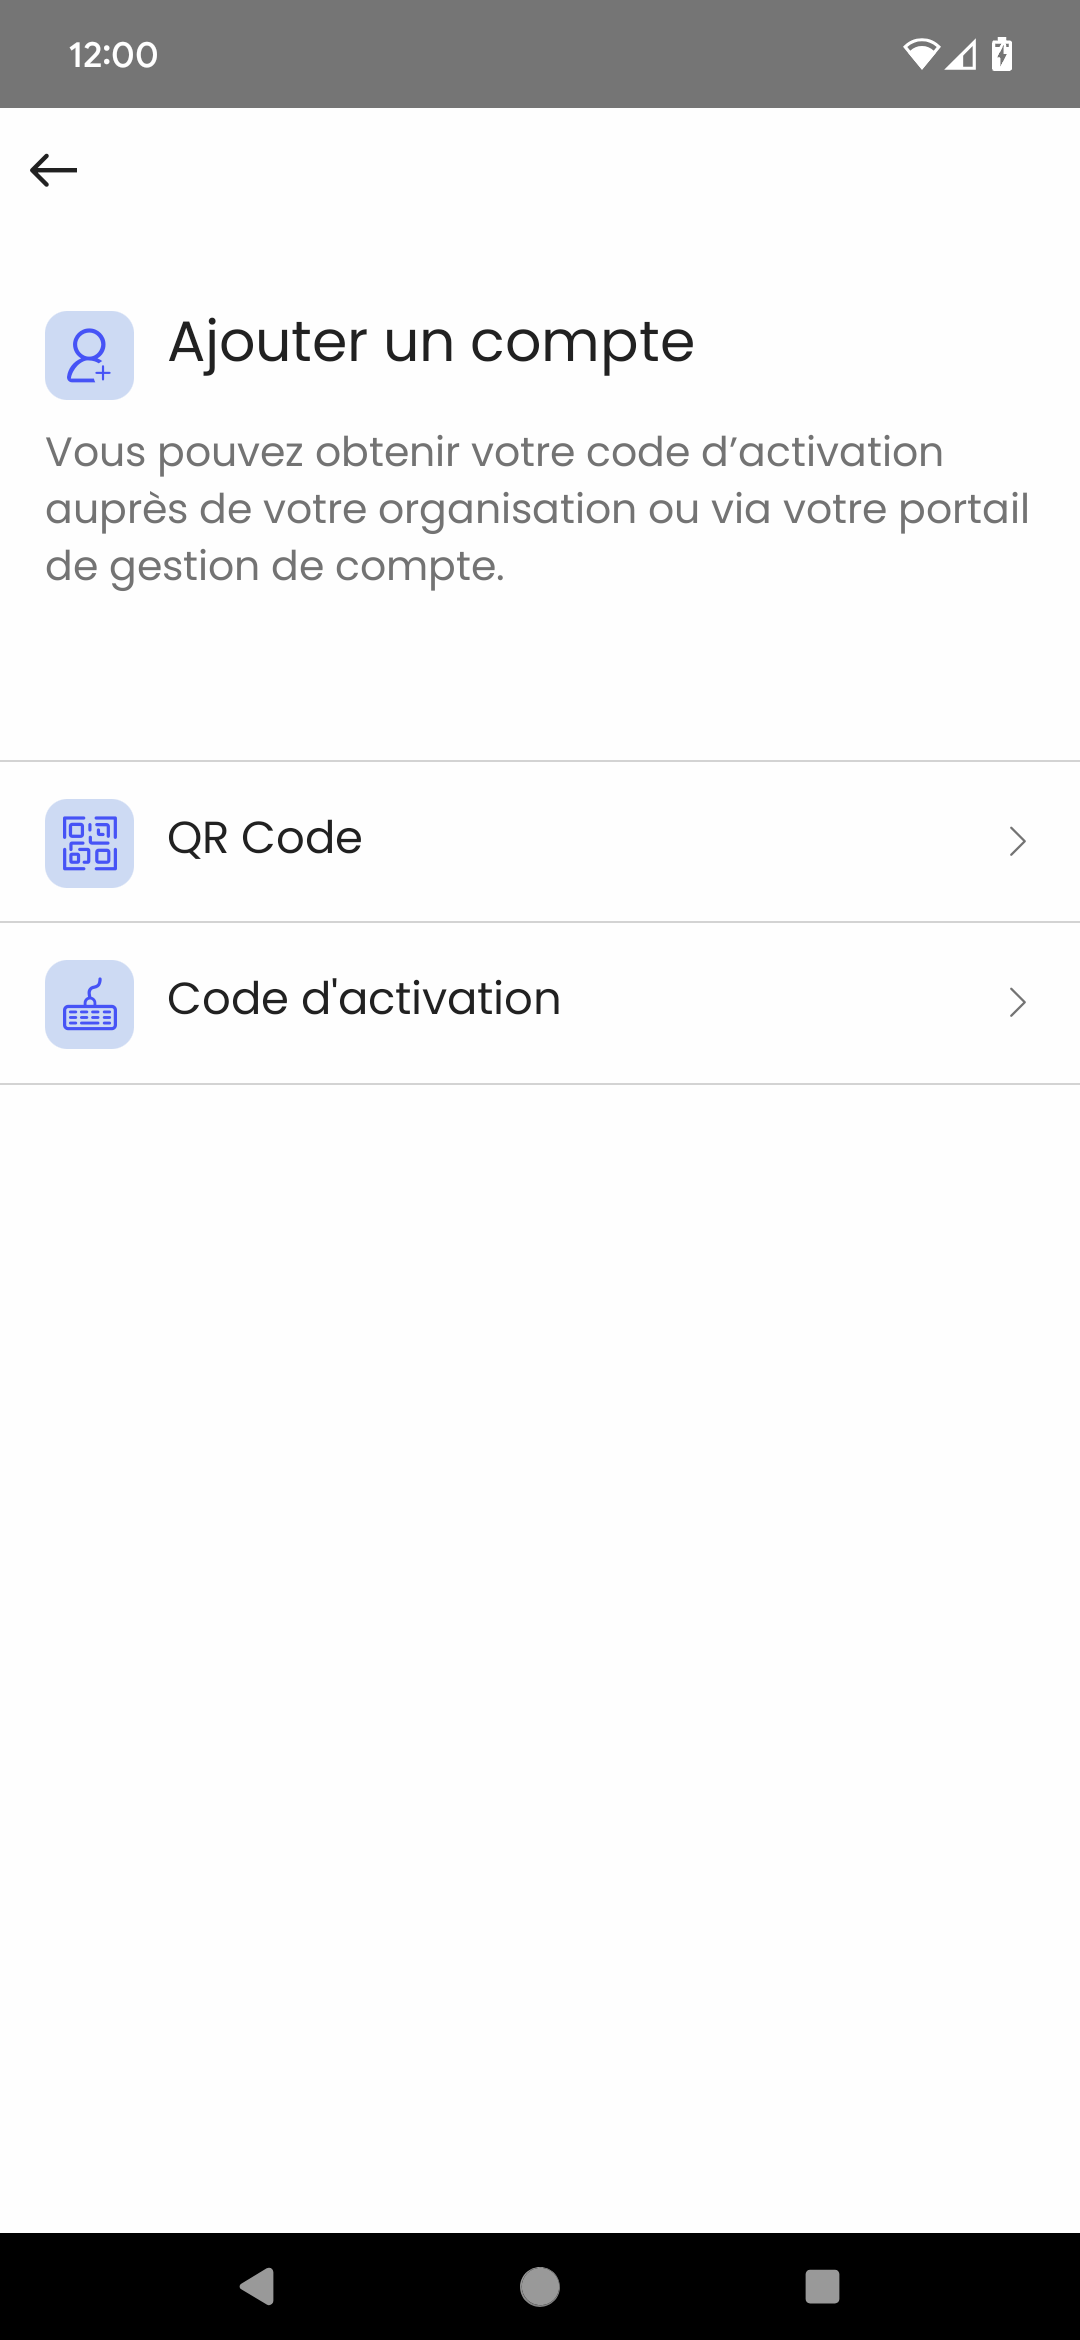 12:00
Ajouter un compte
Vous pouvez obtenir votre code d’activation
auprès de votre organisation ou via votre portail
de gestion de compte.
QR Code
Code d'activation